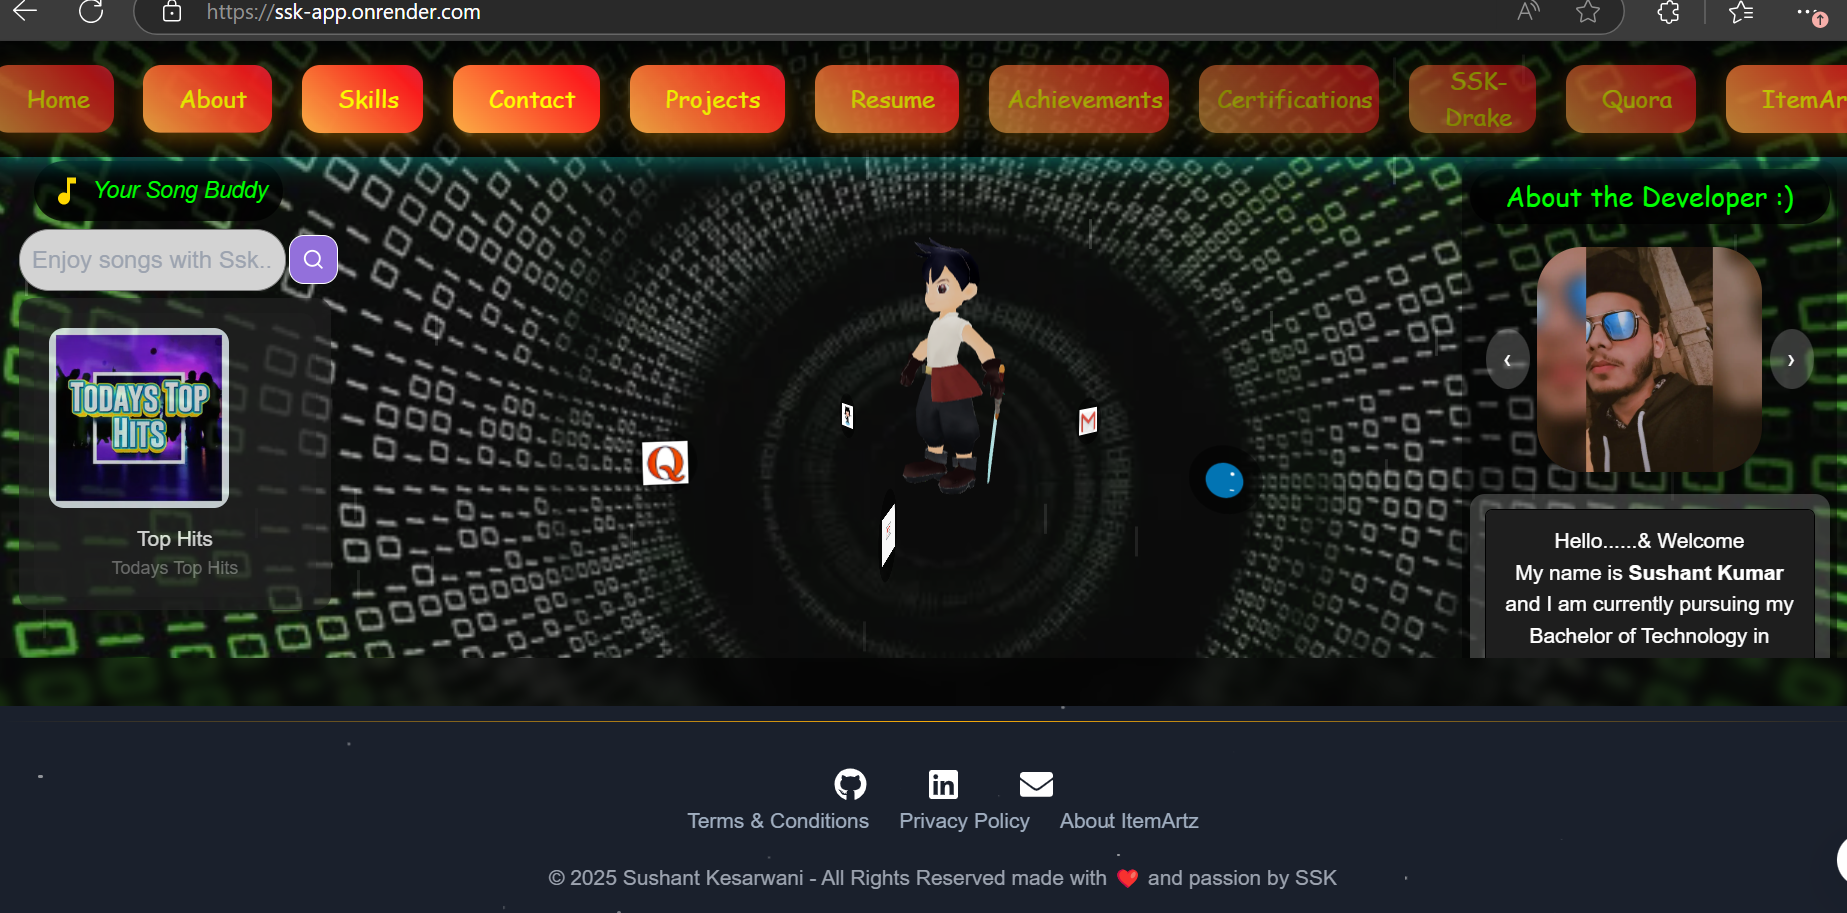 https://ssk-app.onrender.com
Home
About
Skills
Contact
Projects
Resume
Achievements
Certifications
SSK-
Drake
Quora
ItemAr
Your Song Buddy
Enjoy songs with Ssk..
TODAYS TOP
HITS
Top Hits
Todays Top Hits
Q
M
About the Developer :)
Hello......& Welcome
My name is Sushant Kumar
and I am currently pursuing my
Bachelor of Technology in
in
Terms & Conditions
Privacy Policy
About ItemArtz
© 2025 Sushant Kesarwani - All Rights Reserved made with ❤️ and passion by SSK